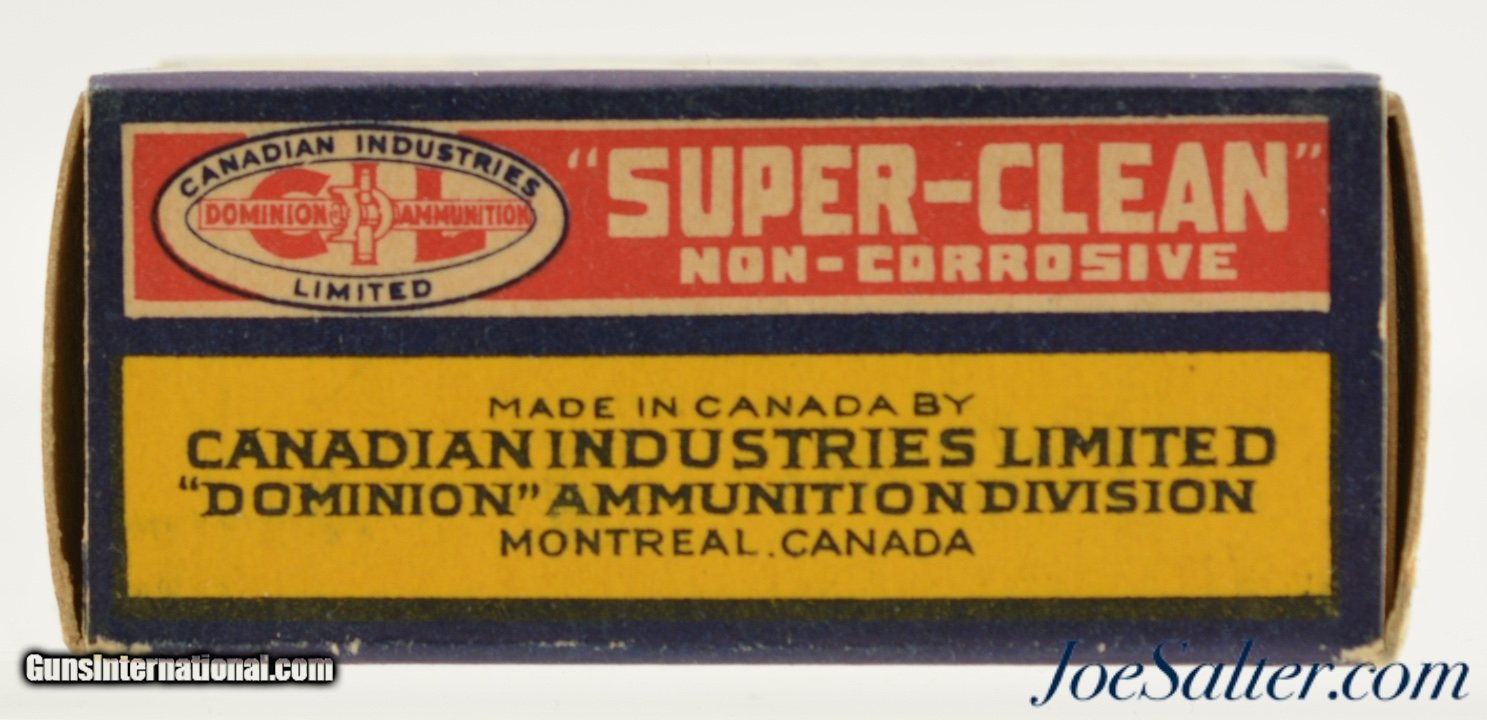 CANADIAN INDUSTRIES
CIL
DOMINION AMMUNITION
LIMITED
"SUPER-CLEAN"
NON-CORROSIVE
MADE IN CANADA BY
CANADIAN INDUSTRIES LIMITED
"DOMINION" AMMUNITION DIVISION
MONTREAL, CANADA
GunsInternational.com
JoeSalter.com